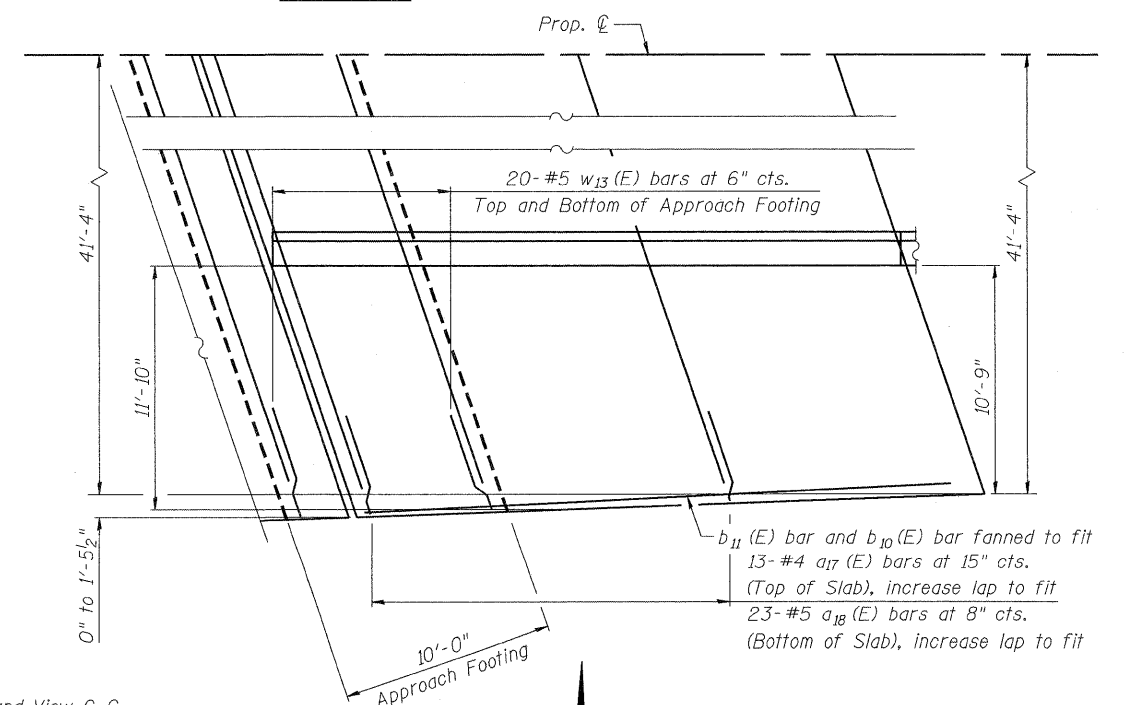 Prop. ℄
41'-4"
20-#5 w13(E) bars at 6" cts.
Top and Bottom of Approach Footing
41'-4"
11'-10"
10'-9"
0" to 1'-5½"
b11(E) bar and b10(E) bar fanned to fit
13-#4 a17(E) bars at 15" cts.
(Top of Slab), increase lap to fit
23-#5 a18(E) bars at 8" cts.
(Bottom of Slab), increase lap to fit
10'-0"
Approach Footing